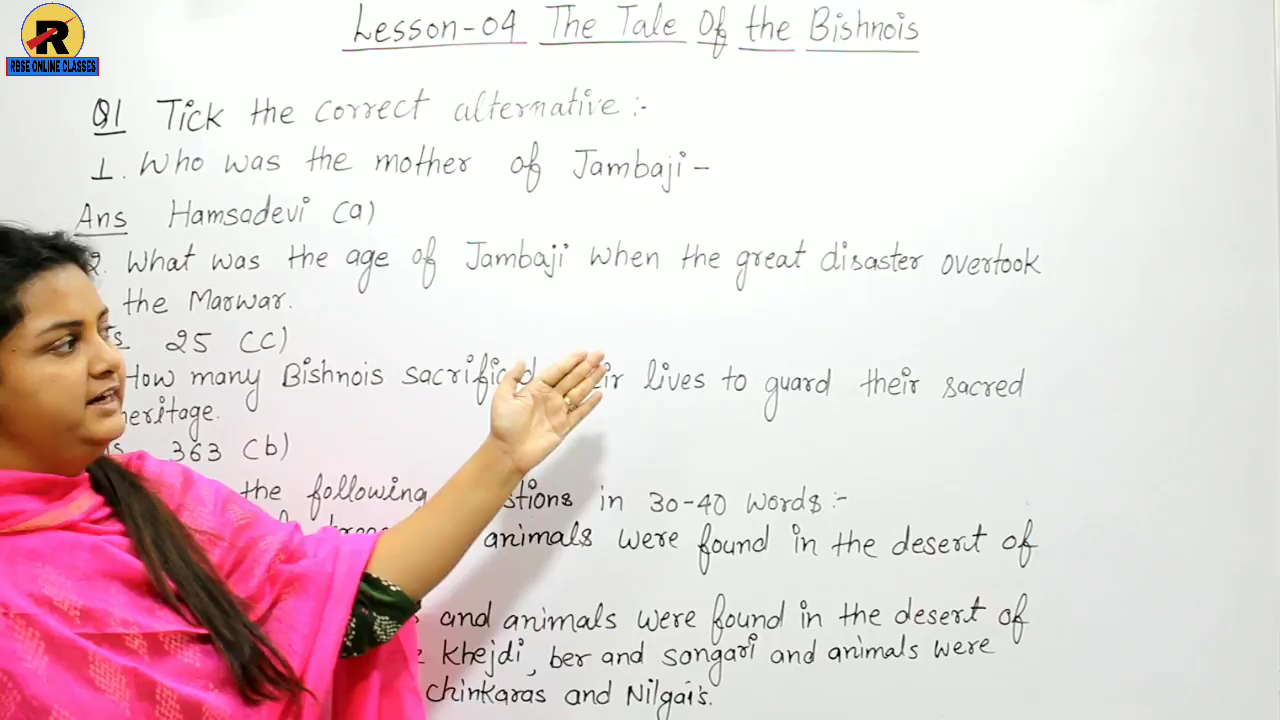 R
RBSE ONLINE CLASSES
Lesson-04 The Tale Of the Bishnois
Q1 Tick the correct alternative:-
1. Who was the mother of Jambaji-
Ans Hamsadevi (a)
2. What was the age of Jambaji when the great disaster overtook
the Marwar.
25 (c)
How many Bishnois sacrificed their lives to guard their sacred
heritage.
363 (b)
the following in 30-40 words:-
animals were found in the desert of
and animals were found in the desert of
khejdi, ber and songari and animals were
chinkaras and Nilgais.